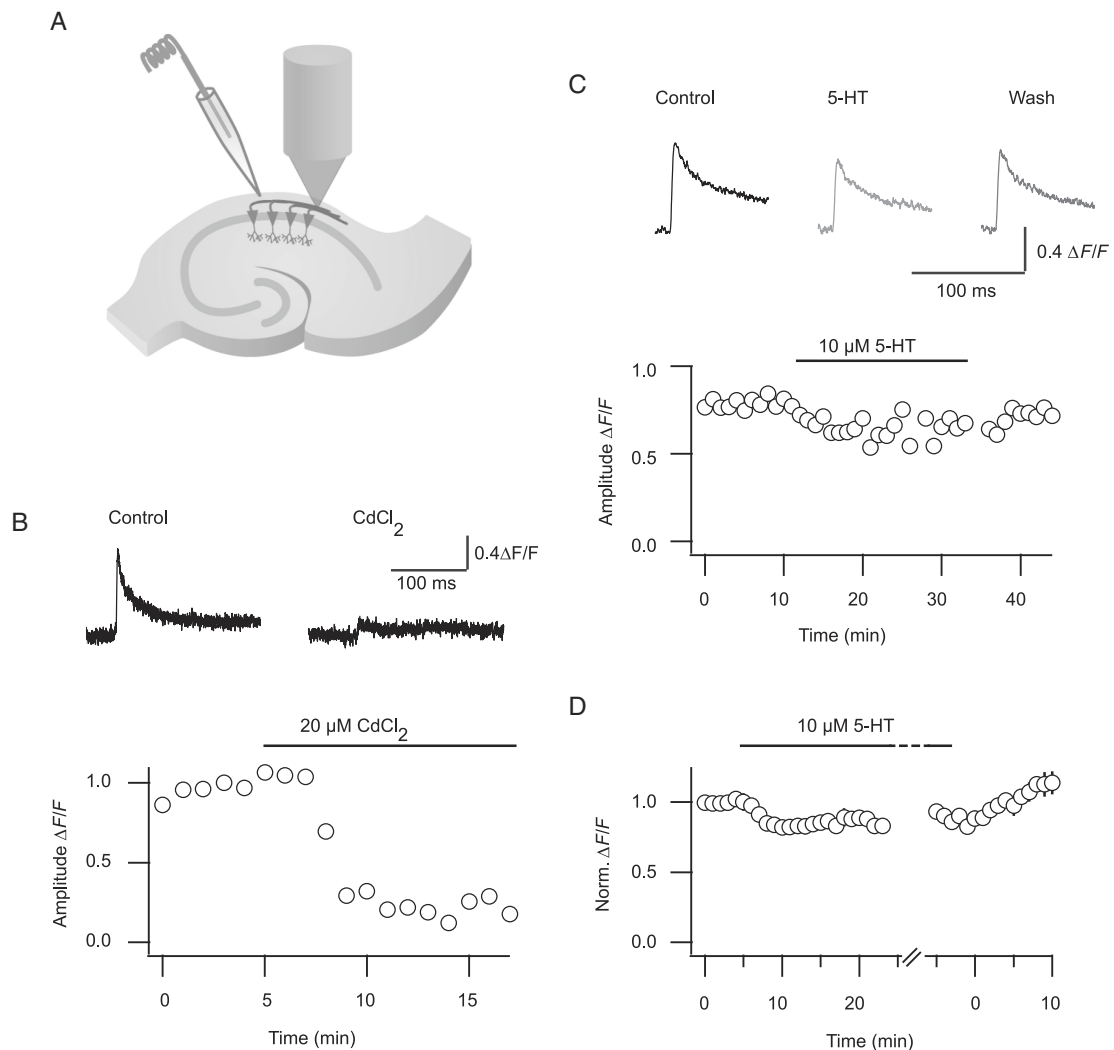 A
B
Control
CdCl2
0.4ΔF/F
100 ms
20 µM CdCl2
Amplitude ΔF/F
1.0
0.5
0.0
0 5 10 15
Time (min)
C
Control 5-HT Wash
0.4 ΔF/F
100 ms
10 µM 5-HT
Amplitude ΔF/F
1.0
0.5
0.0
0 10 20 30 40
Time (min)
D
10 µM 5-HT
Norm. ΔF/F
1.0
0.5
0.0
0 10 20 0 10
Time (min) Time (min)